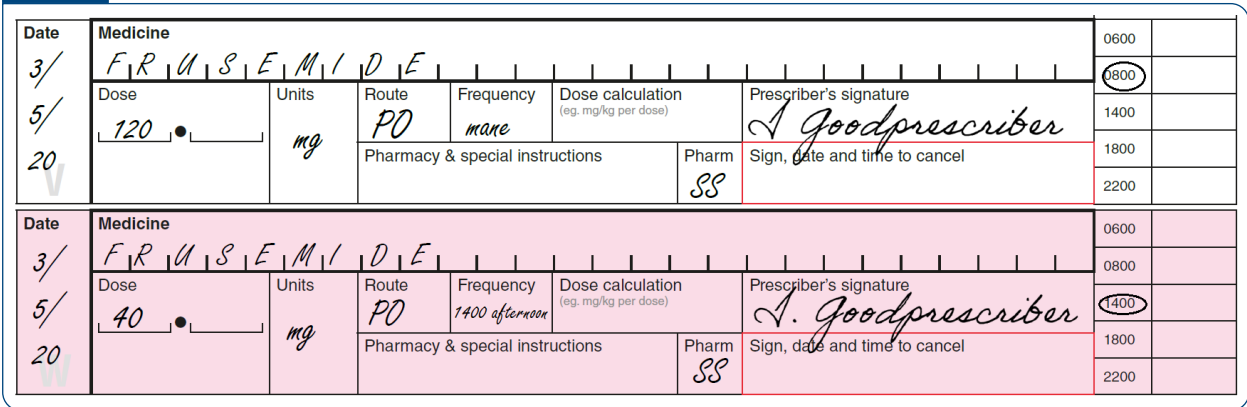 Date Medicine 0600
3/ FRUSEMIDE 0800
Dose Units Route Frequency Dose calculation Prescriber's signature
(eg. mg/kg per dose)
5/ 120 . mg PO mane J Goodprescriber 1400
Pharmacy & special instructions Pharm Sign, date and time to cancel 1800
20 SS 2200
V
Date Medicine 0600
3/ FRUSEMIDE 0800
Dose Units Route Frequency Dose calculation Prescriber's signature
(eg. mg/kg per dose)
5/ 40 . mg PO 1400 afternoon J. Goodprescriber 1400
Pharmacy & special instructions Pharm Sign, date and time to cancel 1800
20 SS 2200
W